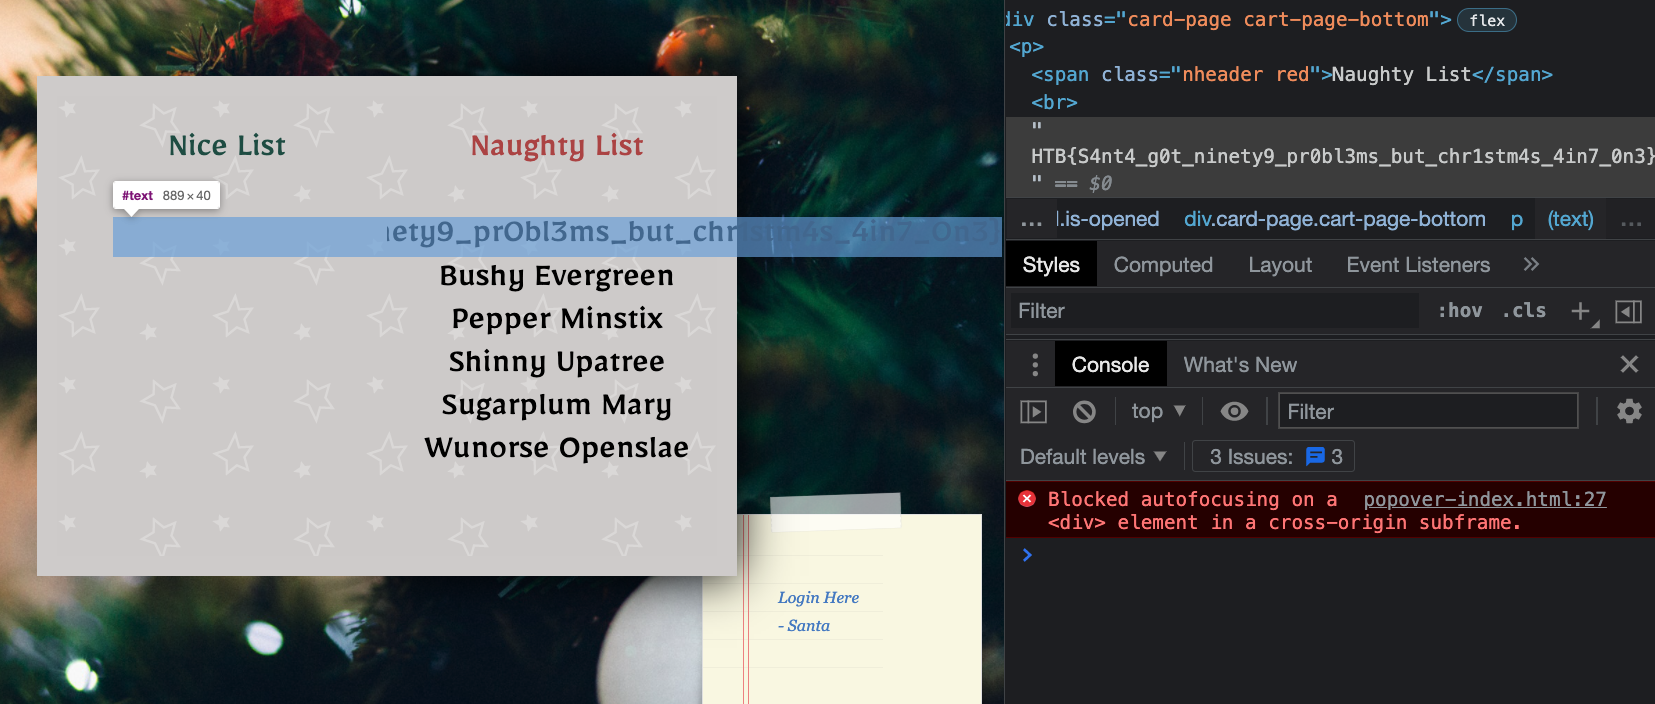 Nice List
Naughty List
#text 889 × 40
ety9_pr0bl3ms_but_chr1stm4s_4in7_0n3}
Bushy Evergreen
Pepper Minstix
Shinny Upatree
Sugarplum Mary
Wunorse Openslae
Login Here
- Santa
div class="card-page cart-page-bottom"> flex
<p>
<span class="nheader red">Naughty List</span>
<br>
"
HTB{S4nt4_g0t_ninety9_pr0bl3ms_but_chr1stm4s_4in7_0n3}
" == $0
... l.is-opened div.card-page.cart-page-bottom p (text) ...
Styles Computed Layout Event Listeners »
Filter :hov .cls +
Console What's New
top Filter
Default levels 3 Issues: 3
Blocked autofocusing on a popover-index.html:27
<div> element in a cross-origin subframe.